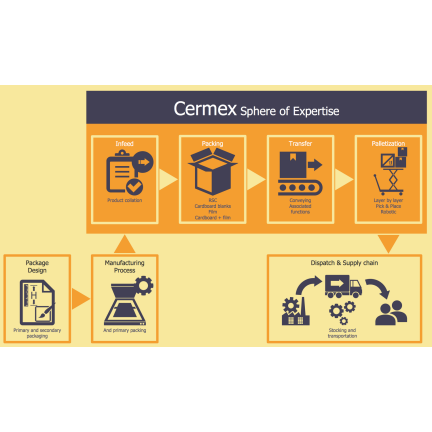 Cermex Sphere of Expertise
Infeed
Product collation
Packing
RSC
Cardboard blanks
Film
Cardboard + film
Transfer
Conveying
Associated
functions
Palletization
Layer by layer
Pick & Place
Robotic
Package
Design
H
Primary and secondary
packaging
Manufacturing
Process
And primary packing
Dispatch & Supply chain
Stocking and
transportation